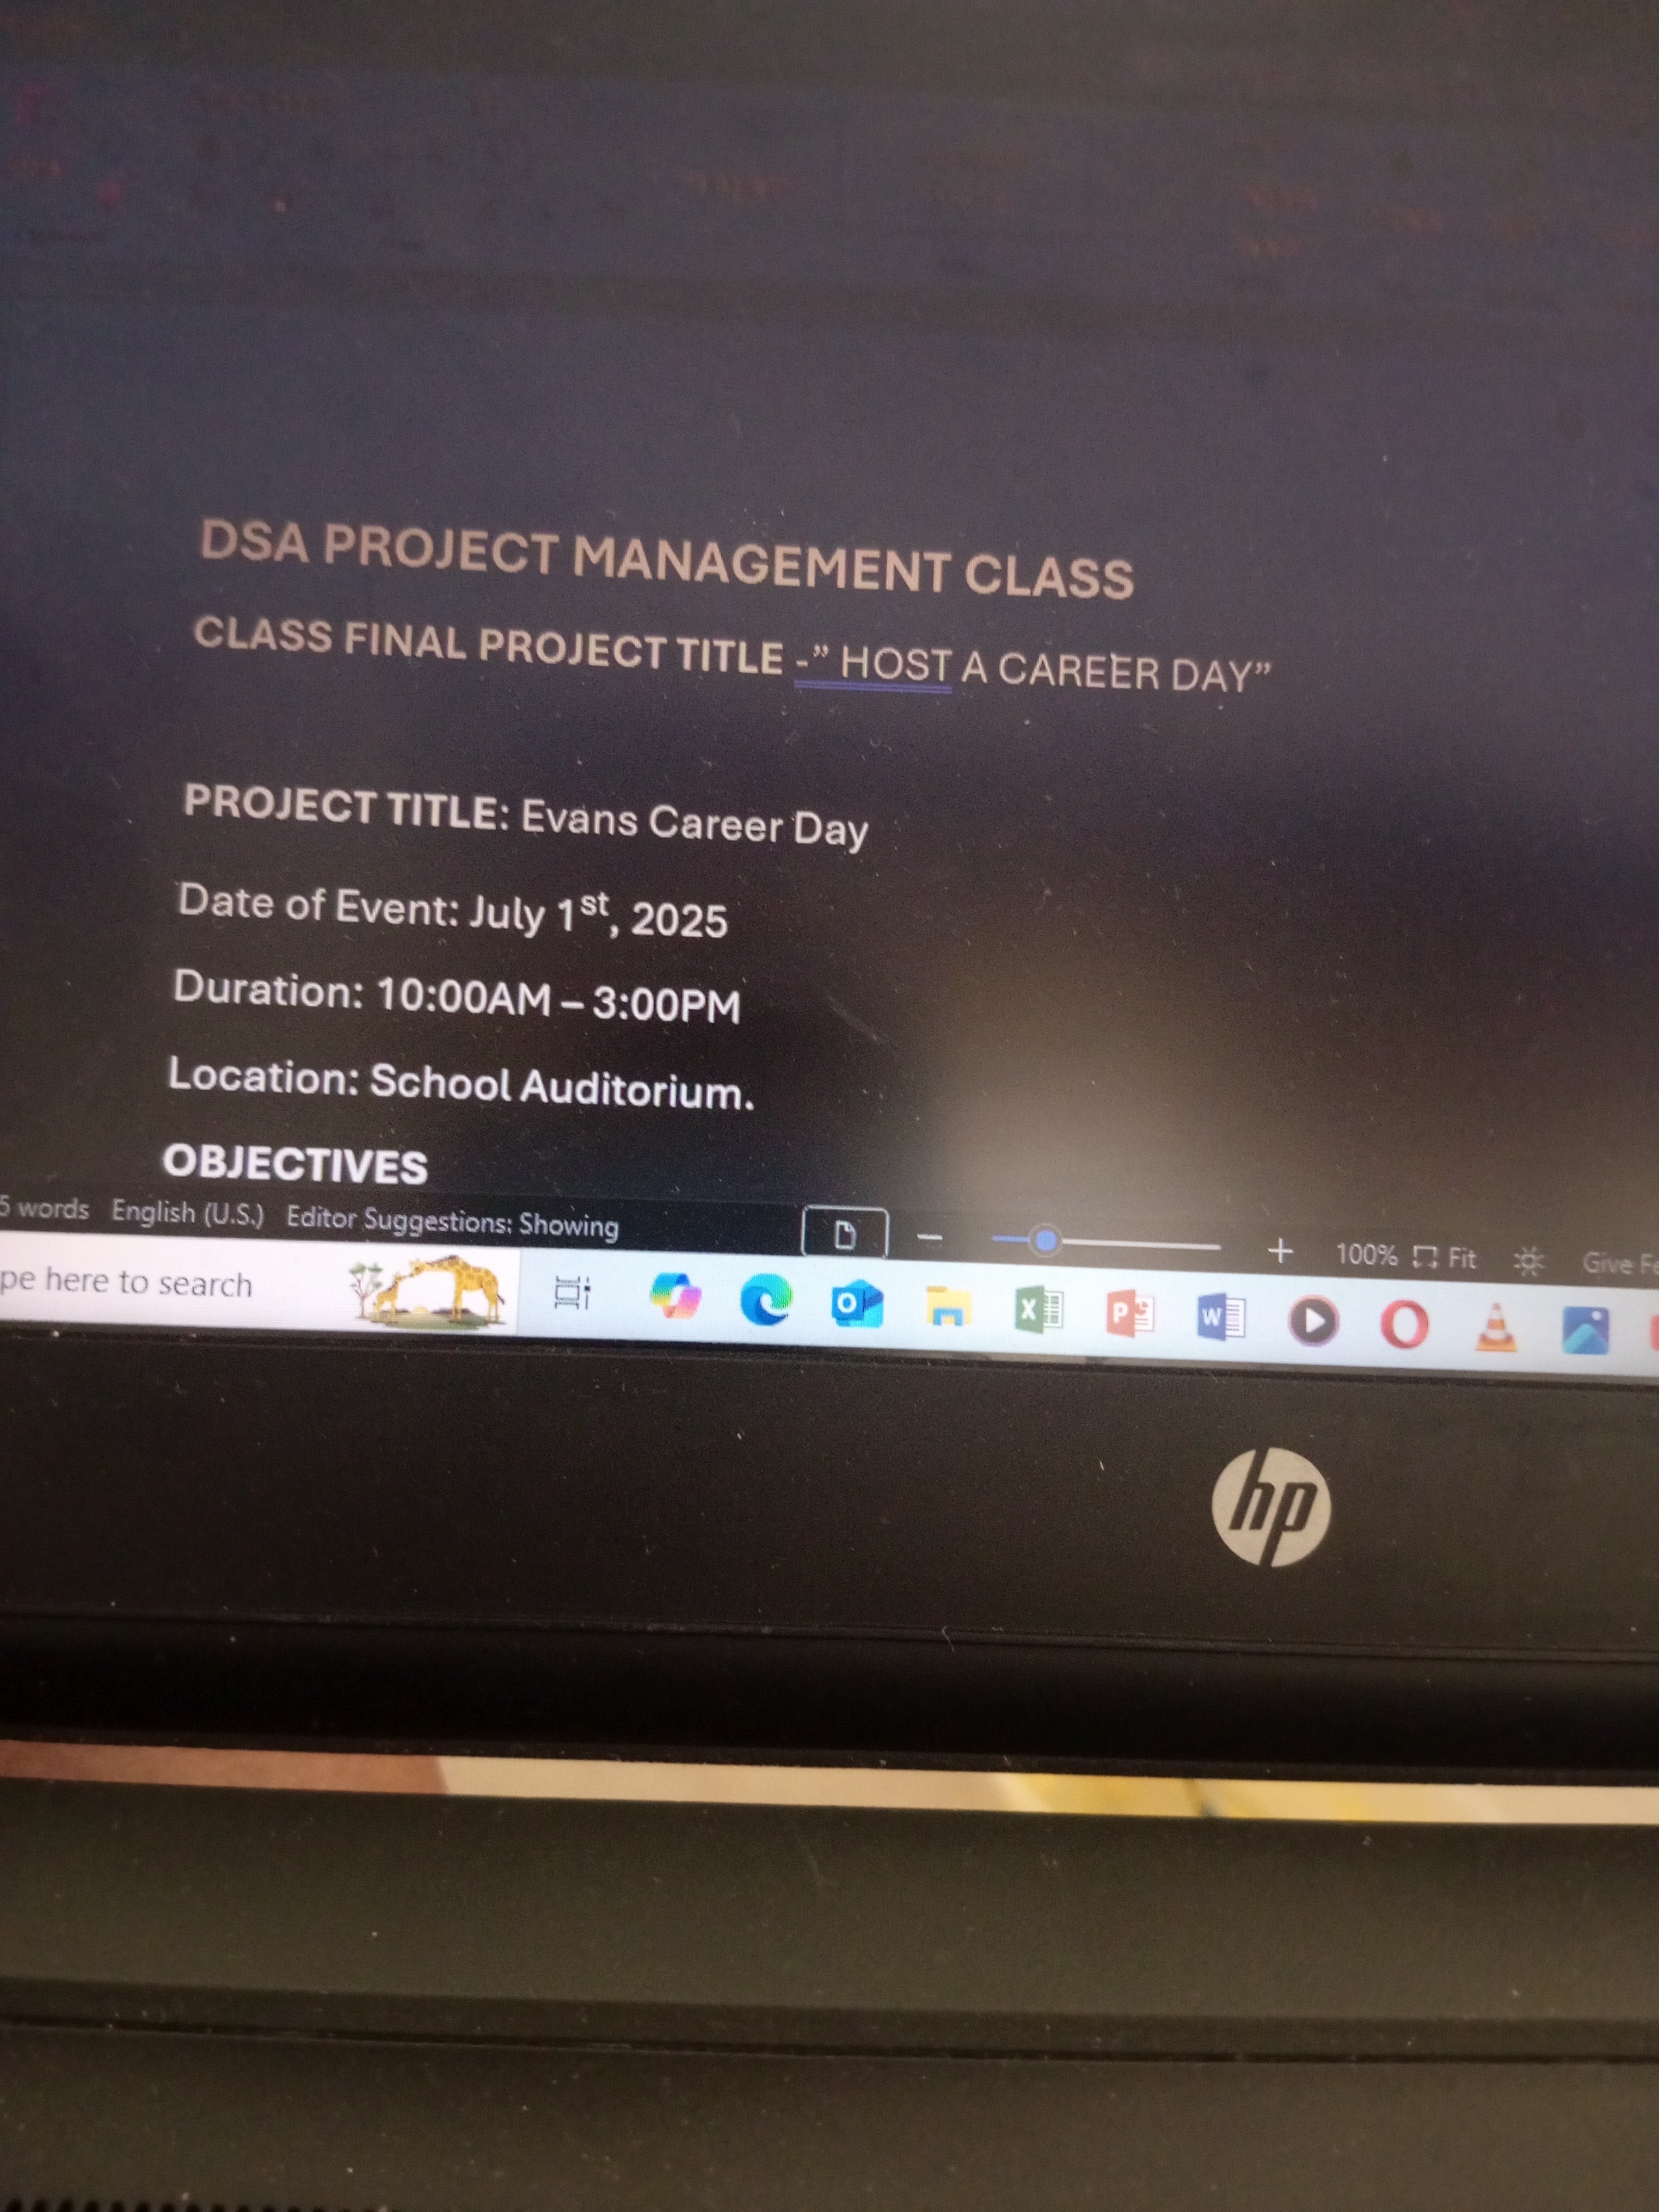 DSA PROJECT MANAGEMENT CLASS
CLASS FINAL PROJECT TITLE -” HOST A CAREER DAY”
PROJECT TITLE: Evans Career Day
Date of Event: July 1st, 2025
Duration: 10:00AM – 3:00PM
Location: School Auditorium.
OBJECTIVES
5 words English (U.S.) Editor Suggestions: Showing 100% Fit Give
pe here to search
hp